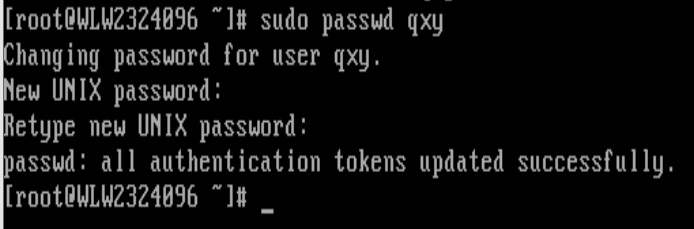 [root@WLW2324096 ~]# sudo passwd qxy
Changing password for user qxy.
New UNIX password:
Retype new UNIX password:
passwd: all authentication tokens updated successfully.
[root@WLW2324096 ~]# _